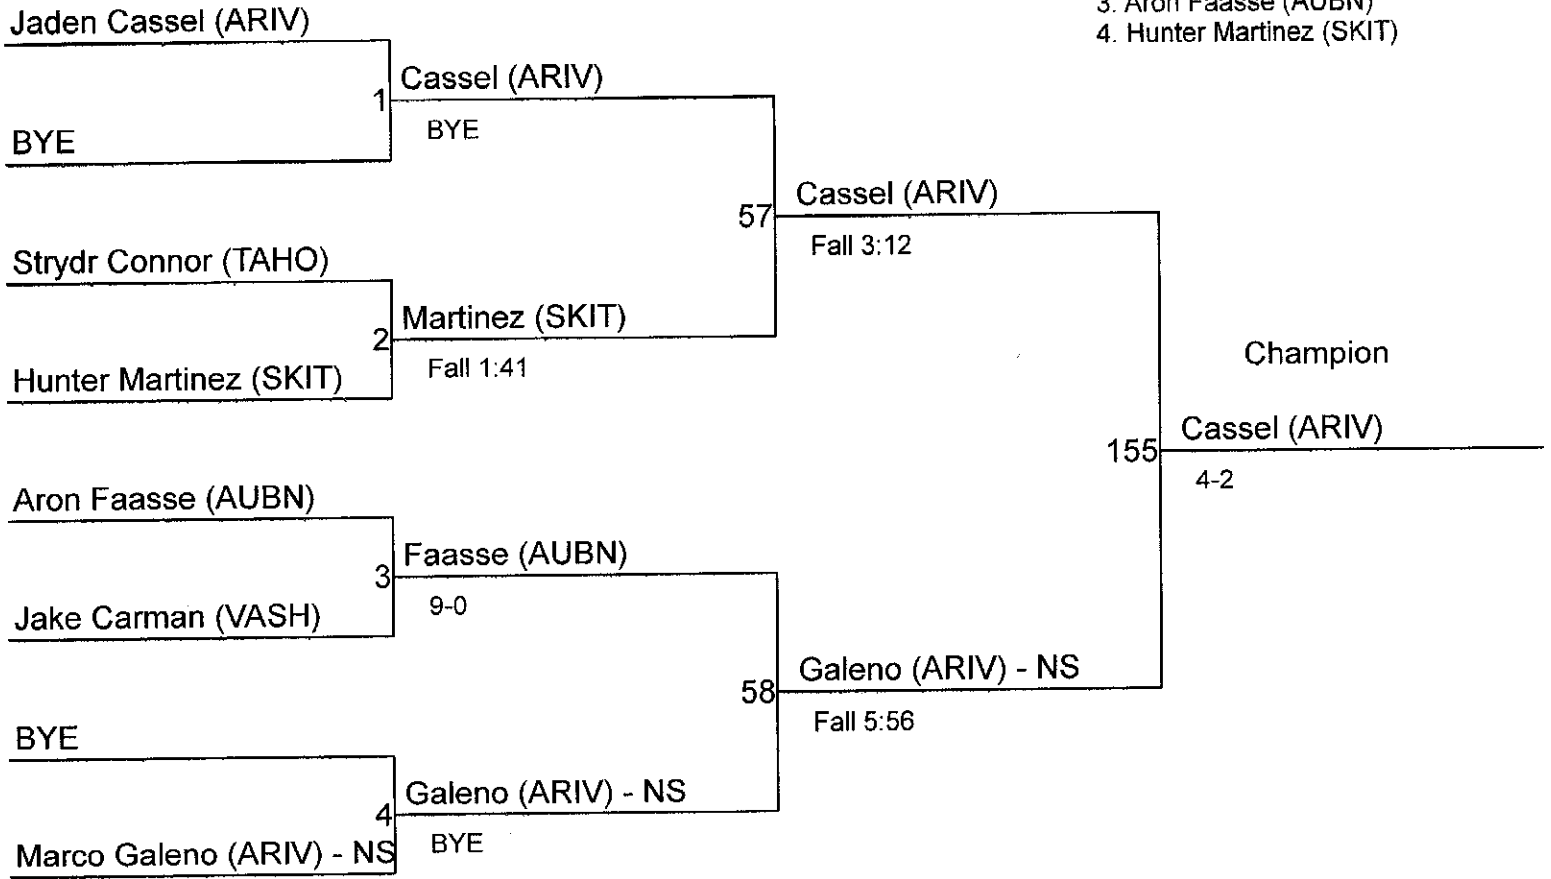 3. Aron Faasse (AUBN)
4. Hunter Martinez (SKIT)
Jaden Cassel (ARIV)
1
Cassel (ARIV)
BYE
BYE
57
Cassel (ARIV)
Fall 3:12
Strydr Connor (TAHO)
2
Martinez (SKIT)
Fall 1:41
Hunter Martinez (SKIT)
Champion
155
Cassel (ARIV)
4-2
Aron Faasse (AUBN)
3
Faasse (AUBN)
9-0
Jake Carman (VASH)
58
Galeno (ARIV) - NS
Fall 5:56
BYE
4
Galeno (ARIV) - NS
BYE
Marco Galeno (ARIV) - NS